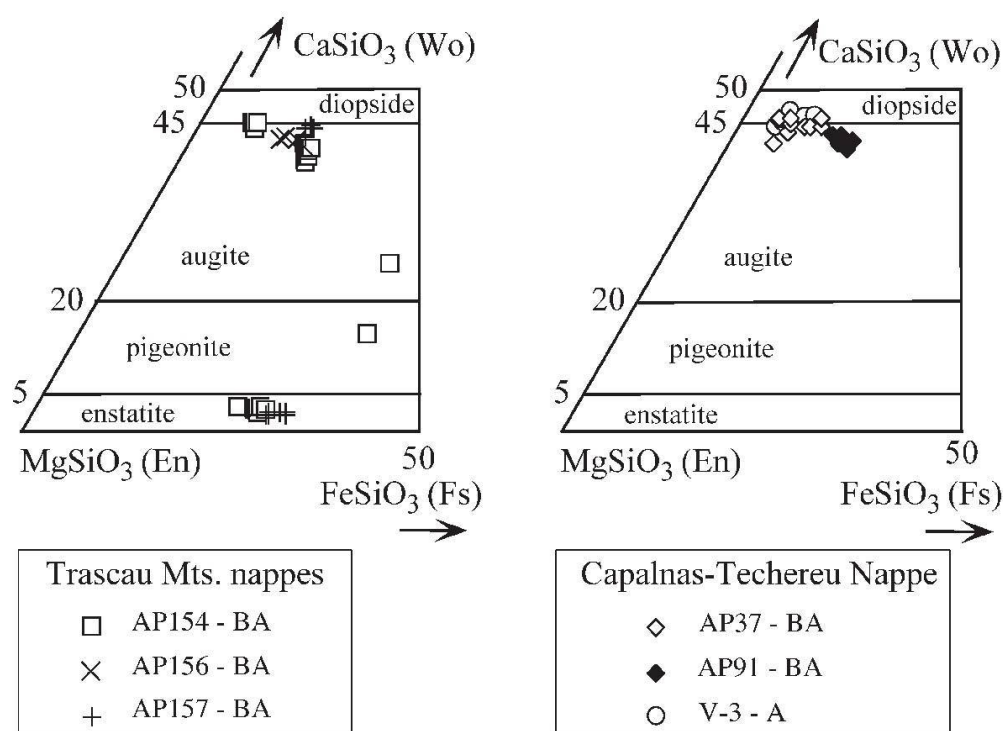 CaSiO3 (Wo)
50
diopside
45
augite
20
pigeonite
5
enstatite
MgSiO3 (En)
50
FeSiO3 (Fs)
Trascau Mts. nappes
AP154 - BA
AP156 - BA
AP157 - BA
CaSiO3 (Wo)
50
diopside
45
augite
20
pigeonite
5
enstatite
MgSiO3 (En)
50
FeSiO3 (Fs)
Capalnas-Techereu Nappe
AP37 - BA
AP91 - BA
V-3 - A